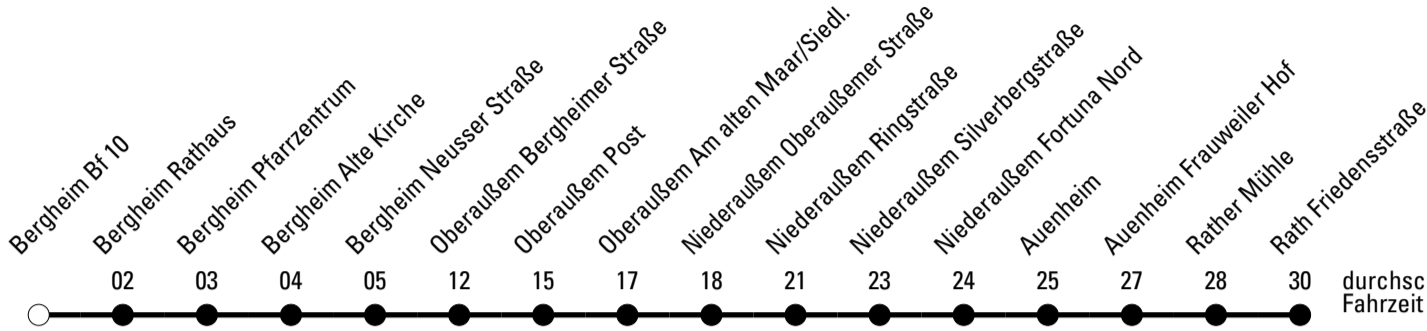 Bergheim Bf 10
Bergheim Rathaus
Bergheim Pfarrzentrum
Bergheim Alte Kirche
Bergheim Neusser Straße
Oberaußem Bergheimer Straße
Oberaußem Post
Oberaußem Am alten Maar/Siedl.
Niederaußem Oberaußemer Straße
Niederaußem Ringstraße
Niederaußem Silverbergstraße
Niederaußem Fortuna Nord
Auenheim
Auenheim Frauweiler Hof
Rather Mühle
Rath Friedensstraße
02 03 04 05 12 15 17 18 21 23 24 25 27 28 30 durchsc
Fahrzeit